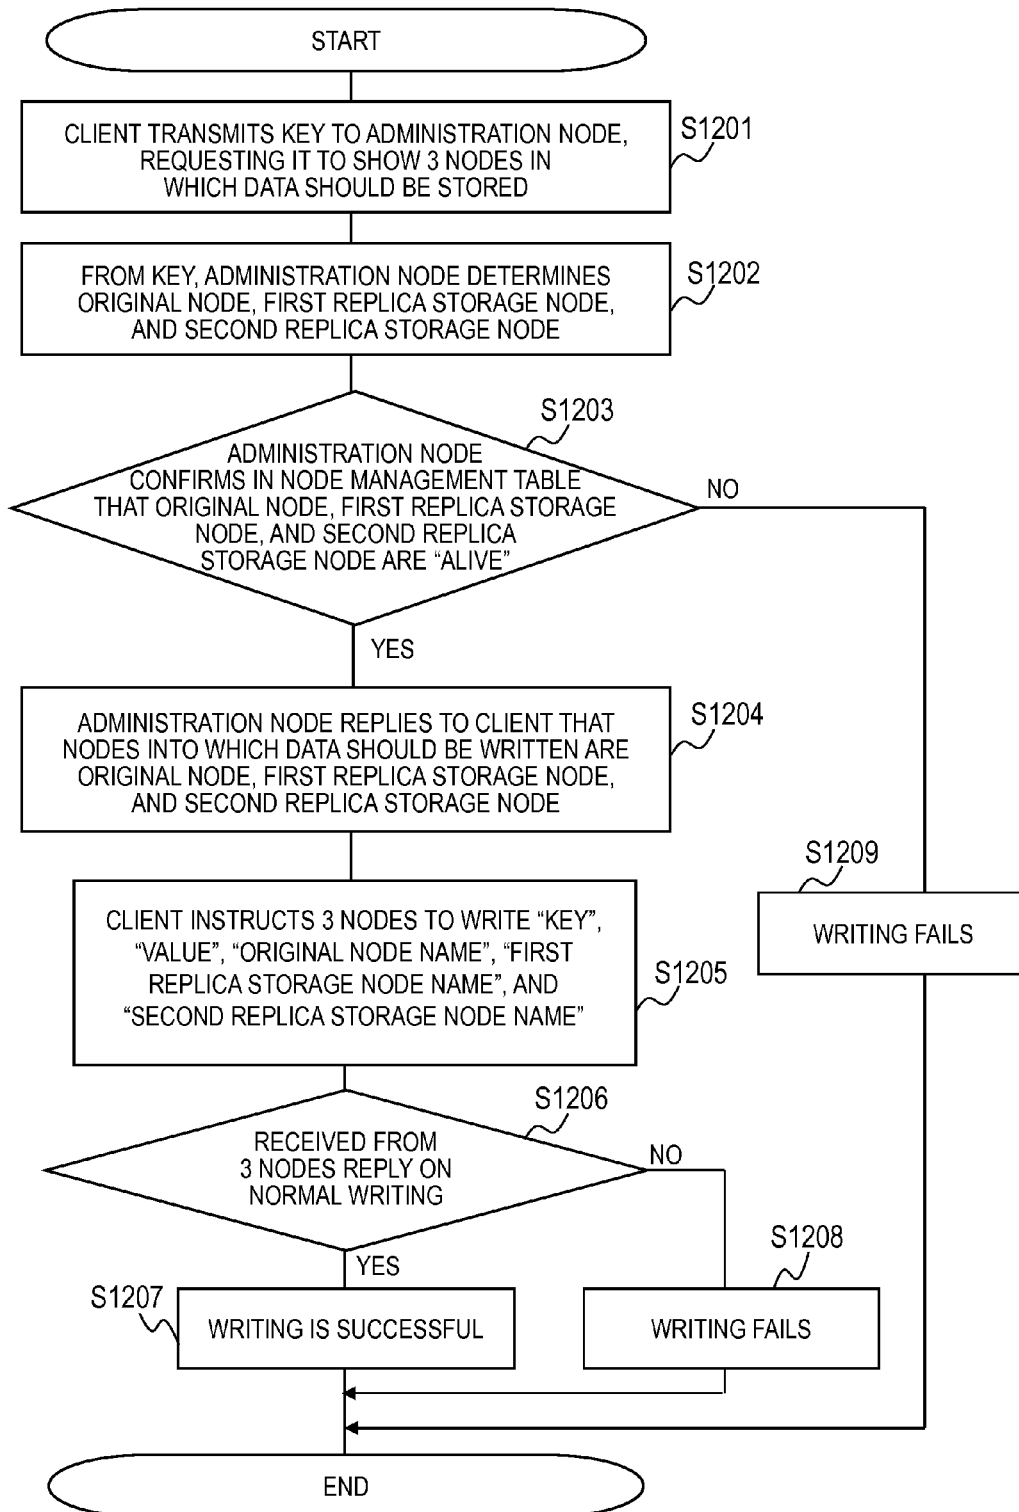 START
CLIENT TRANSMITS KEY TO ADMINISTRATION NODE,
REQUESTING IT TO SHOW 3 NODES IN
WHICH DATA SHOULD BE STORED
S1201
FROM KEY, ADMINISTRATION NODE DETERMINES
ORIGINAL NODE, FIRST REPLICA STORAGE NODE,
AND SECOND REPLICA STORAGE NODE
S1202
S1203
ADMINISTRATION NODE
CONFIRMS IN NODE MANAGEMENT TABLE
THAT ORIGINAL NODE, FIRST REPLICA STORAGE
NODE, AND SECOND REPLICA
STORAGE NODE ARE “ALIVE”
NO
YES
ADMINISTRATION NODE REPLIES TO CLIENT THAT
NODES INTO WHICH DATA SHOULD BE WRITTEN ARE
ORIGINAL NODE, FIRST REPLICA STORAGE NODE,
AND SECOND REPLICA STORAGE NODE
S1204
S1209
WRITING FAILS
CLIENT INSTRUCTS 3 NODES TO WRITE “KEY”,
“VALUE”, “ORIGINAL NODE NAME”, “FIRST
REPLICA STORAGE NODE NAME”, AND
“SECOND REPLICA STORAGE NODE NAME”
S1205
S1206
RECEIVED FROM
3 NODES REPLY ON
NORMAL WRITING
NO
YES
S1208
S1207
WRITING IS SUCCESSFUL
WRITING FAILS
END